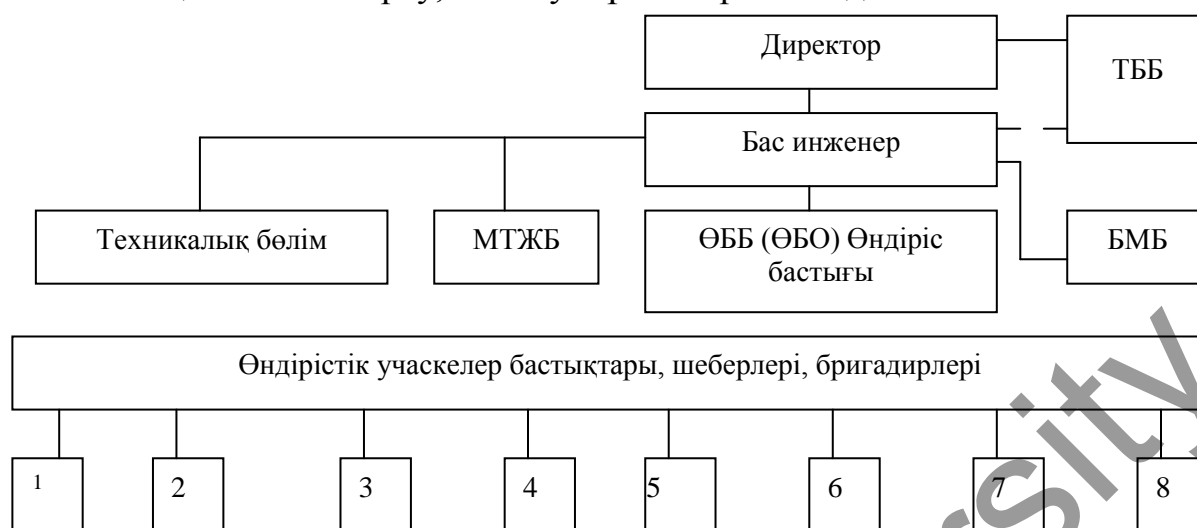 Директор
ТББ
Бас инженер
Техникалық бөлім
МТЖБ
ӨББ (ӨБО) Өндіріс
бастығы
БМБ
Өндірістік учаскелер бастықтары, шеберлері, бригадирлері
1 2 3 4 5 6 7 8
rsity